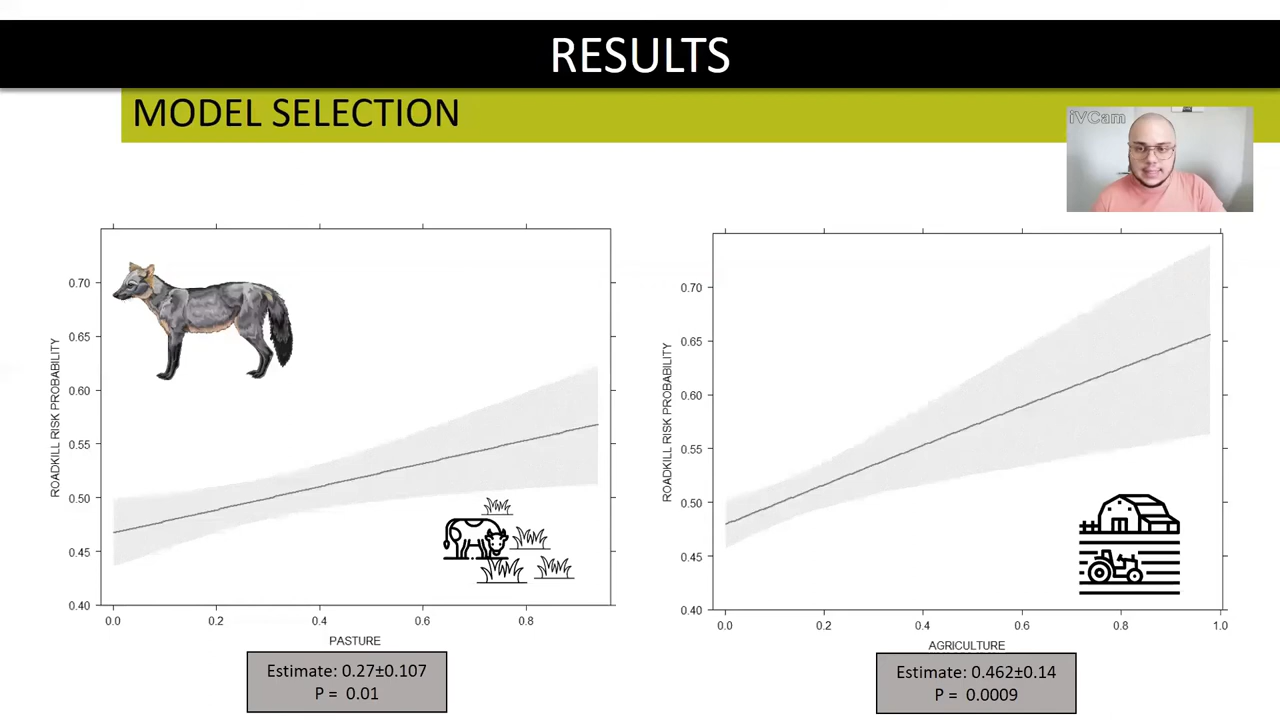 RESULTS
MODEL SELECTION
iVCam
0.70
0.65
0.60
0.55
0.50
0.45
0.40
ROADKILL RISK PROBABILITY
0.0 0.2 0.4 0.6 0.8
PASTURE
Estimate: 0.27±0.107
P = 0.01
0.70
0.65
0.60
0.55
0.50
0.45
0.40
ROADKILL RISK PROBABILITY
0.0 0.2 0.4 0.6 0.8 1.0
AGRICULTURE
Estimate: 0.462±0.14
P = 0.0009